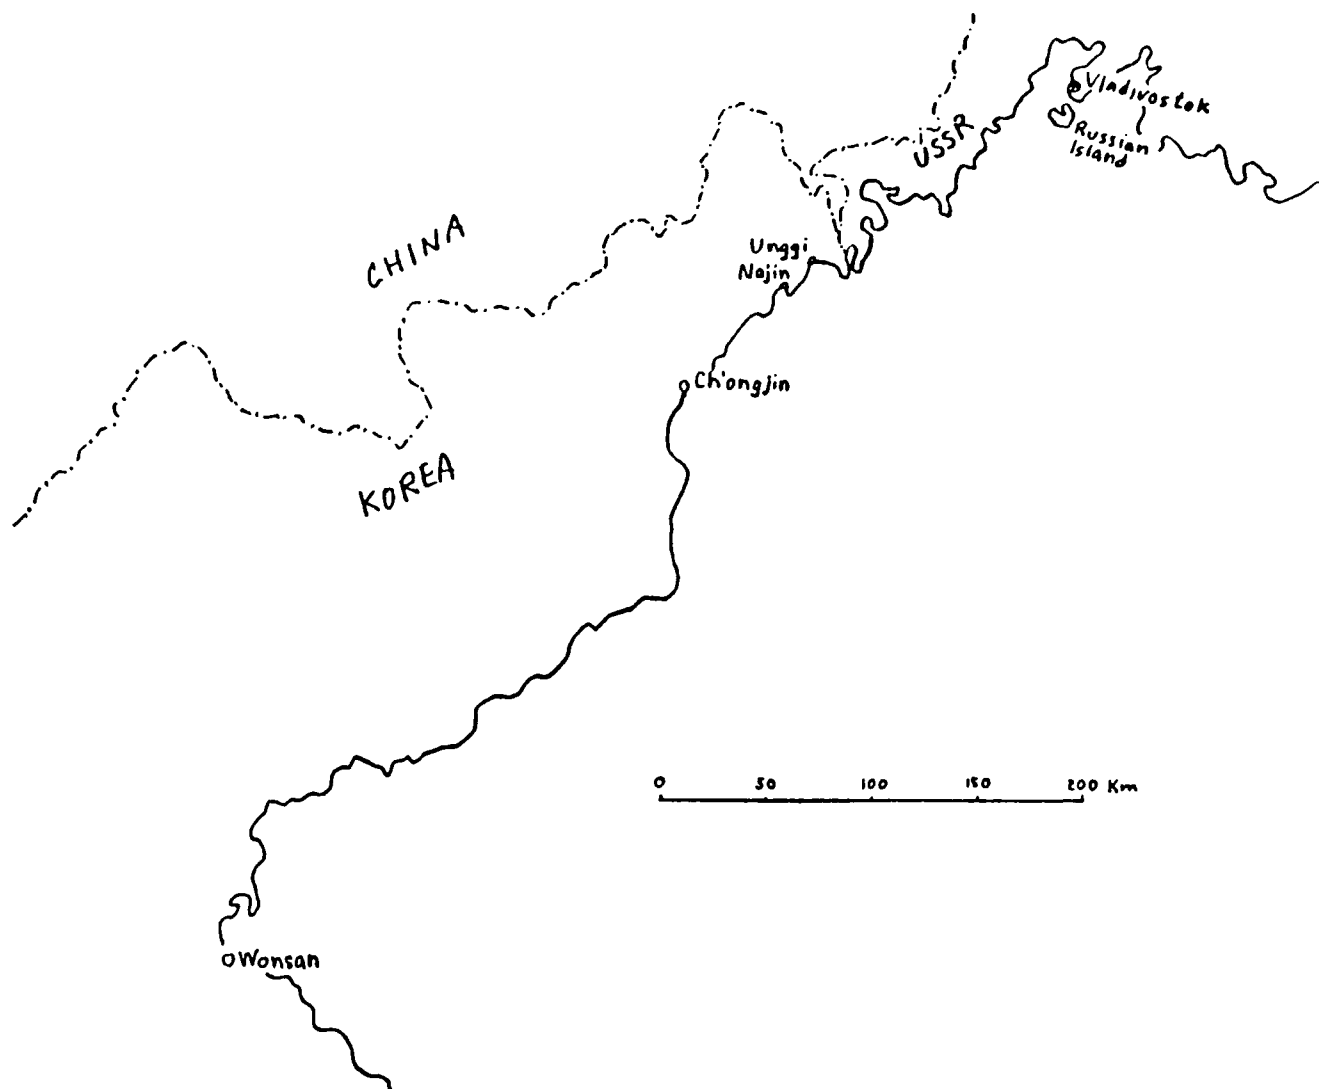 Vladivostok
USSR
Russian
Island
CHINA
Unggi
Najin
Ch'ongjin
KOREA
0 50 100 150 200 Km
Wonsan